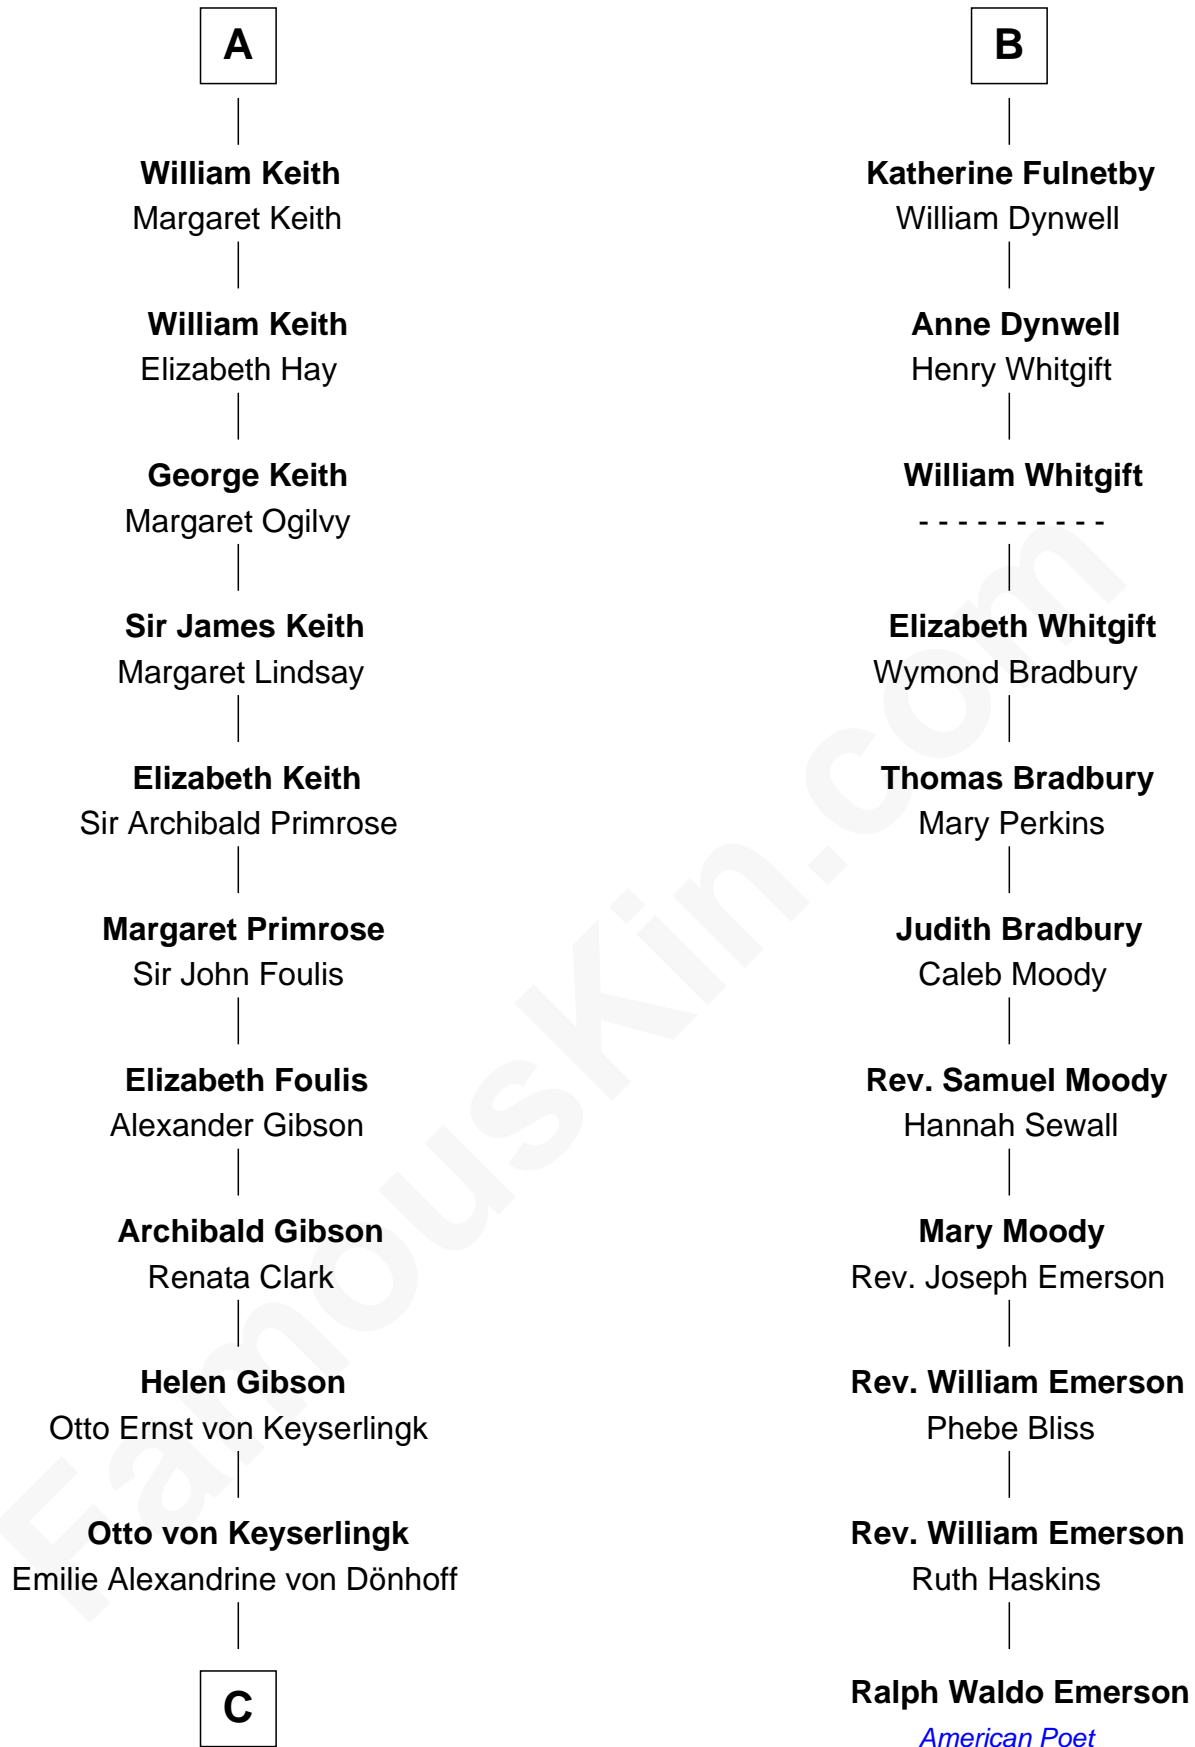 A
William Keith
Margaret Keith
William Keith
Elizabeth Hay
George Keith
Margaret Ogilvy
Sir James Keith
Margaret Lindsay
Elizabeth Keith
Sir Archibald Primrose
Margaret Primrose
Sir John Foulis
Elizabeth Foulis
Alexander Gibson
Archibald Gibson
Renata Clark
Helen Gibson
Otto Ernst von Keyserlingk
Otto von Keyserlingk
Emilie Alexandrine von Dönhoff
C
B
Katherine Fulnetby
William Dynwell
Anne Dynwell
Henry Whitgift
William Whitgift
- - - - - - - - - -
Elizabeth Whitgift
Wymond Bradbury
Thomas Bradbury
Mary Perkins
Judith Bradbury
Caleb Moody
Rev. Samuel Moody
Hannah Sewall
Mary Moody
Rev. Joseph Emerson
Rev. William Emerson
Phebe Bliss
Rev. William Emerson
Ruth Haskins
Ralph Waldo Emerson
American Poet
FamousKin.com